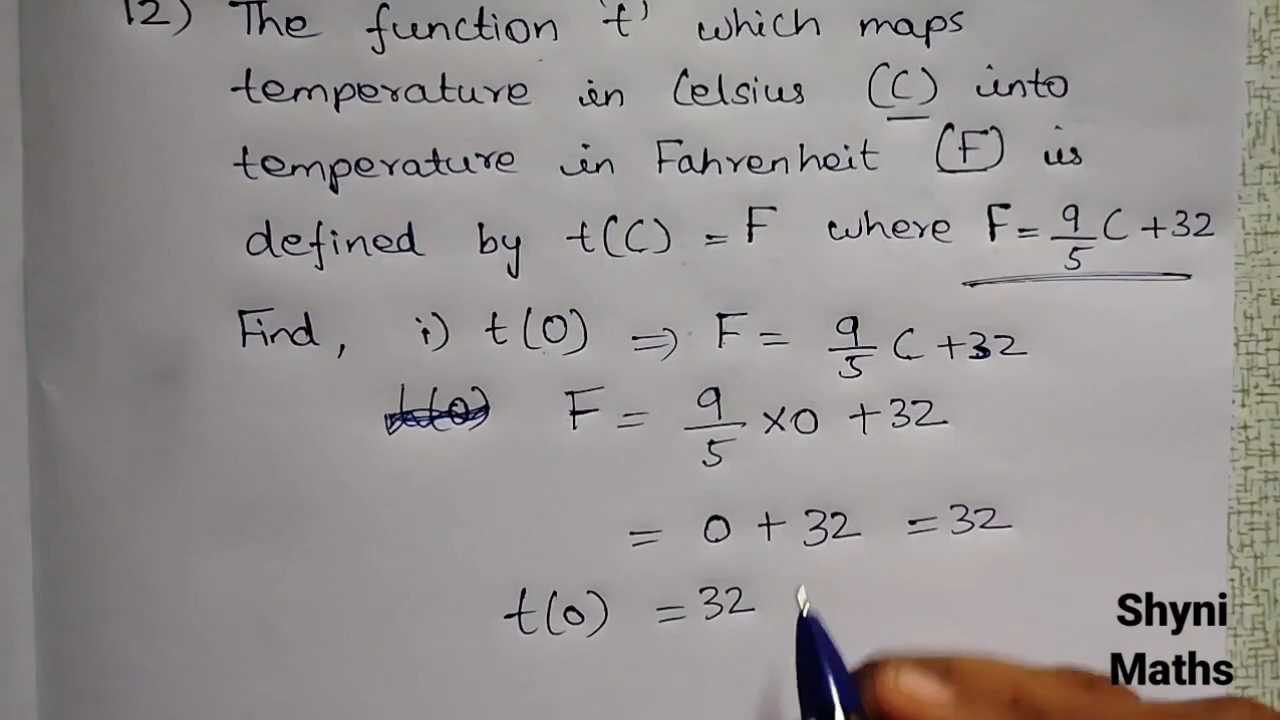 12) The function 't' which maps
temperature in Celsius (C) into
temperature in Fahrenheit (F) is
defined by t(C) = F where F = 9/5 C + 32
Find, i) t(0) ⇒ F = 9/5 C + 32
F = 9/5 × 0 + 32
= 0 + 32 = 32
t(0) = 32
Shyni
Maths